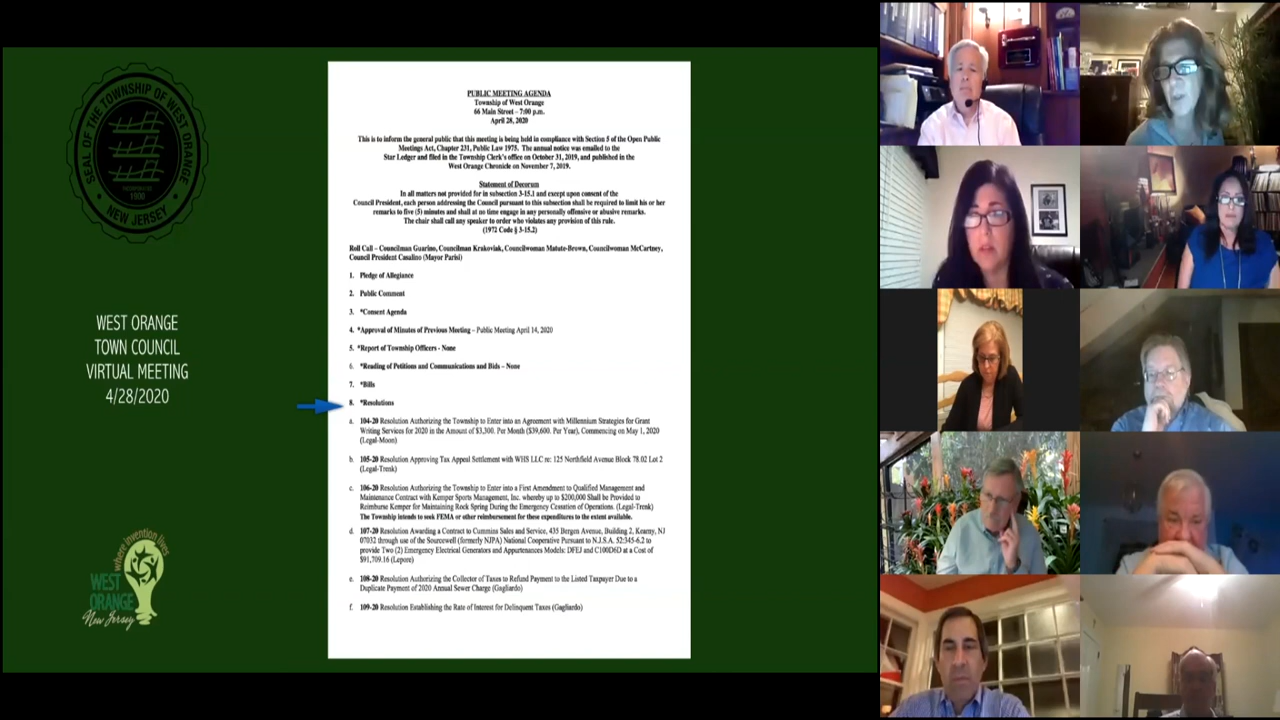 SEAL OF TOWNSHIP OF WEST ORANGE
1900
NEW JERSEY
WEST ORANGE
TOWN COUNCIL
VIRTUAL MEETING
4/28/2020
where invention lives
WEST
ORANGE
New Jersey
PUBLIC MEETING AGENDA
Township of West Orange
66 Main Street – 7:00 p.m.
April 28, 2020
This is to inform the general public that this meeting is being held in compliance with Section 5 of the Open Public
Meetings Act, Chapter 231, Public Law 1975. The annual notice was emailed to the
Star Ledger and filed in the Township Clerk's office on October 31, 2019, and published in the
West Orange Chronicle on November 7, 2019.
Statement of Decorum
In all matters not provided for in subsection 3-15.1 and except upon consent of the
Council President, each person addressing the Council pursuant to this subsection shall be required to limit his or her
remarks to five (5) minutes and shall at no time engage in any personally offensive or abusive remarks.
The chair shall call any speaker to order who violates any provision of this rule.
(1972 Code § 3-15.2)
Roll Call – Councilman Guarino, Councilman Krakoviak, Councilwoman Matute-Brown, Councilwoman McCartney,
Council President Casalino (Mayor Parisi)
1. Pledge of Allegiance
2. Public Comment
3. *Consent Agenda
4. *Approval of Minutes of Previous Meeting – Public Meeting April 14, 2020
5. *Report of Township Officers - None
6. *Reading of Petitions and Communications and Bids – None
7. *Bills
8. *Resolutions
a. 104-20 Resolution Authorizing the Township to Enter into an Agreement with Millennium Strategies for Grant
Writing Services for 2020 in the Amount of $3,300. Per Month ($39,600. Per Year), Commencing on May 1, 2020
(Legal-Moon)
b. 105-20 Resolution Approving Tax Appeal Settlement with WHS LLC re: 125 Northfield Avenue Block 78.02 Lot 2
(Legal-Trenk)
c. 106-20 Resolution Authorizing the Township to Enter into a First Amendment to Qualified Management and
Maintenance Contract with Kemper Sports Management, Inc. whereby up to $200,000 Shall be Provided to
Reimburse Kemper for Maintaining Rock Spring During the Emergency Cessation of Operations. (Legal-Trenk)
The Township intends to seek FEMA or other reimbursement for these expenditures to the extent available.
d. 107-20 Resolution Awarding a Contract to Cummins Sales and Service, 435 Bergen Avenue, Building 2, Kearny, NJ
07032 through use of the Sourcewell (formerly NJPA) National Cooperative Pursuant to N.J.S.A. 52:345-6.2 to
provide Two (2) Emergency Electrical Generators and Appurtenances Models: DFEJ and C100D6D at a Cost of
$91,709.16 (Lepore)
e. 108-20 Resolution Authorizing the Collector of Taxes to Refund Payment to the Listed Taxpayer Due to a
Duplicate Payment of 2020 Annual Sewer Charge (Gagliardo)
f. 109-20 Resolution Establishing the Rate of Interest for Delinquent Taxes (Gagliardo)